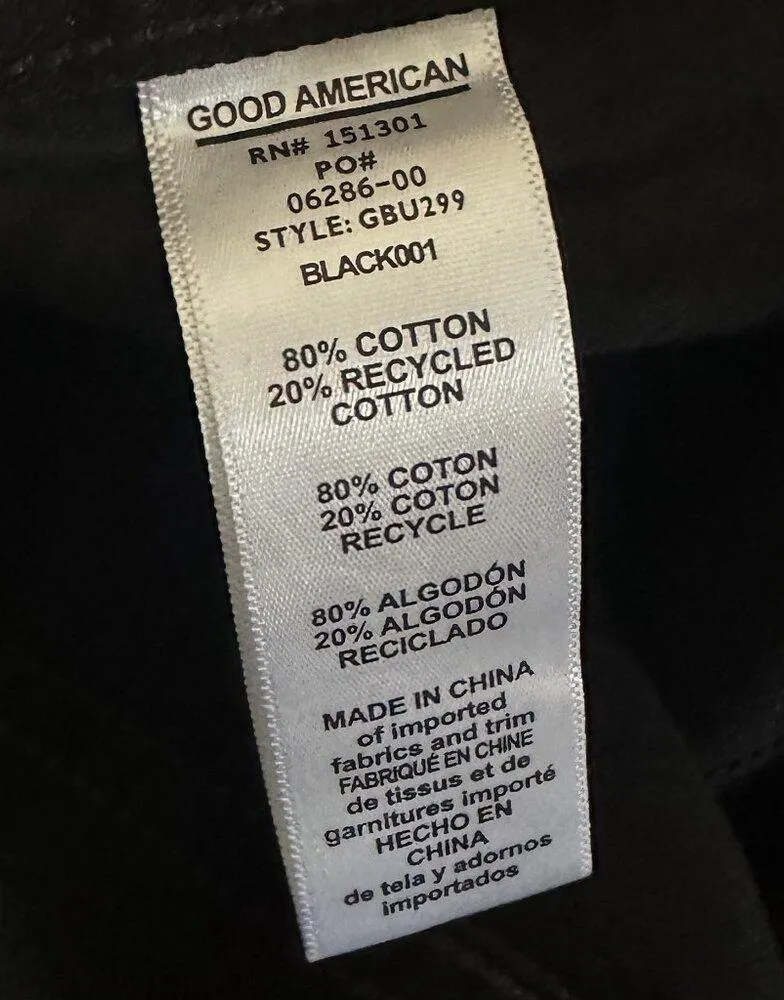 GOOD AMERICAN
RN# 151301
PO#
06286-00
STYLE: GBU299
BLACK001
80% COTTON
20% RECYCLED
COTTON
80% COTON
20% COTON
RECYCLE
80% ALGODÓN
20% ALGODÓN
RECICLADO
MADE IN CHINA
of imported
fabrics and trim
FABRIQUÉ EN CHINE
de tissus et de
garnitures importé
HECHO EN
CHINA
de tela y adornos
importados